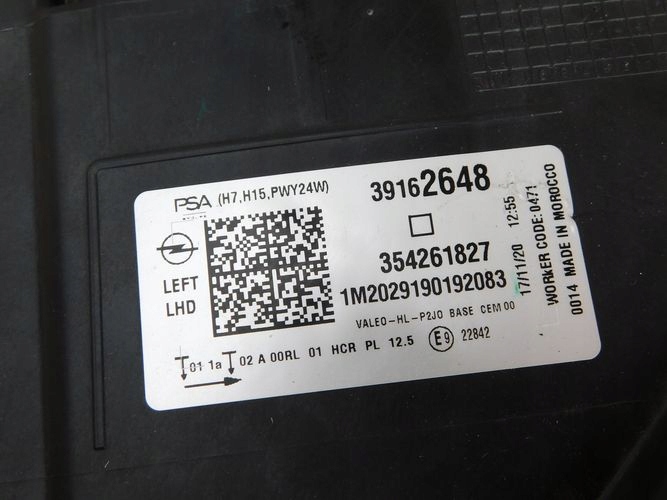 PSA (H7,H15,PWY24W)
39162648
LEFT
LHD
354261827
1M2029190192083
VALEO-HL-P2JO BASE CEM 00
01 1a 02 A 00RL 01 HCR PL 12.5 E9 22842
17/11/20 12:55
WORKER CODE: 0471
0014 MADE IN MOROCCO